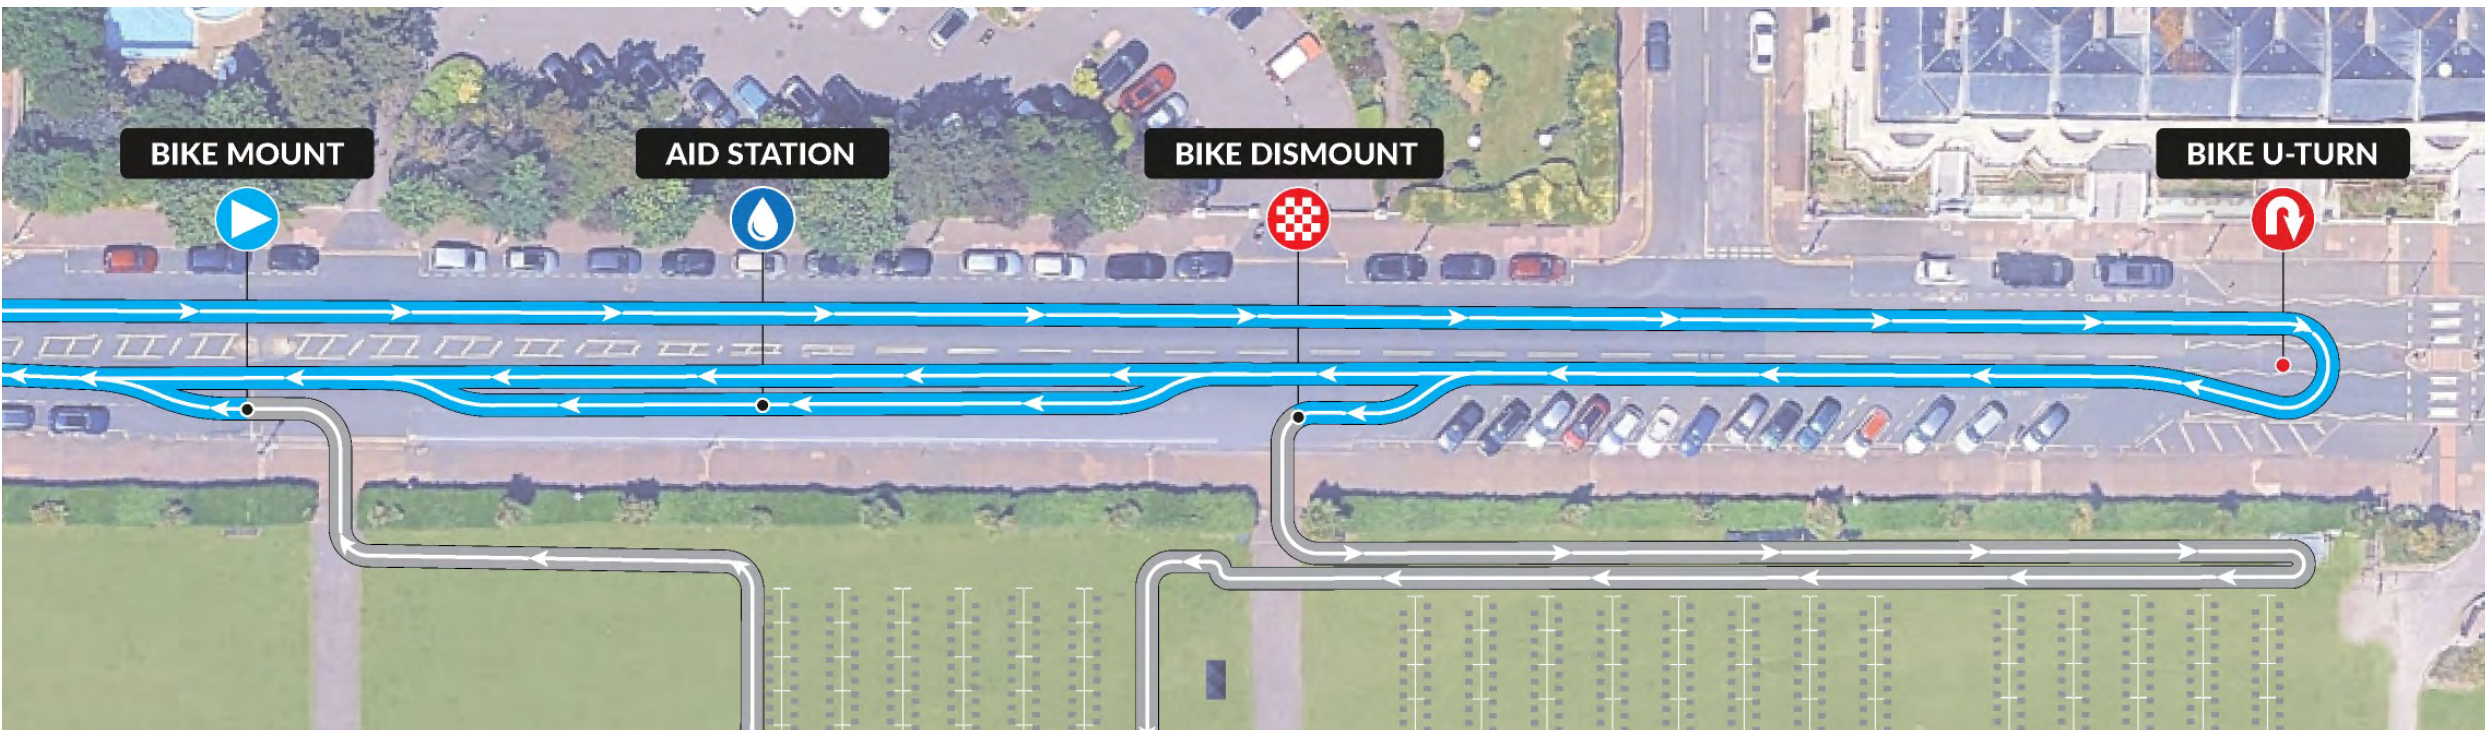 BIKE MOUNT
AID STATION
BIKE DISMOUNT
BIKE U-TURN